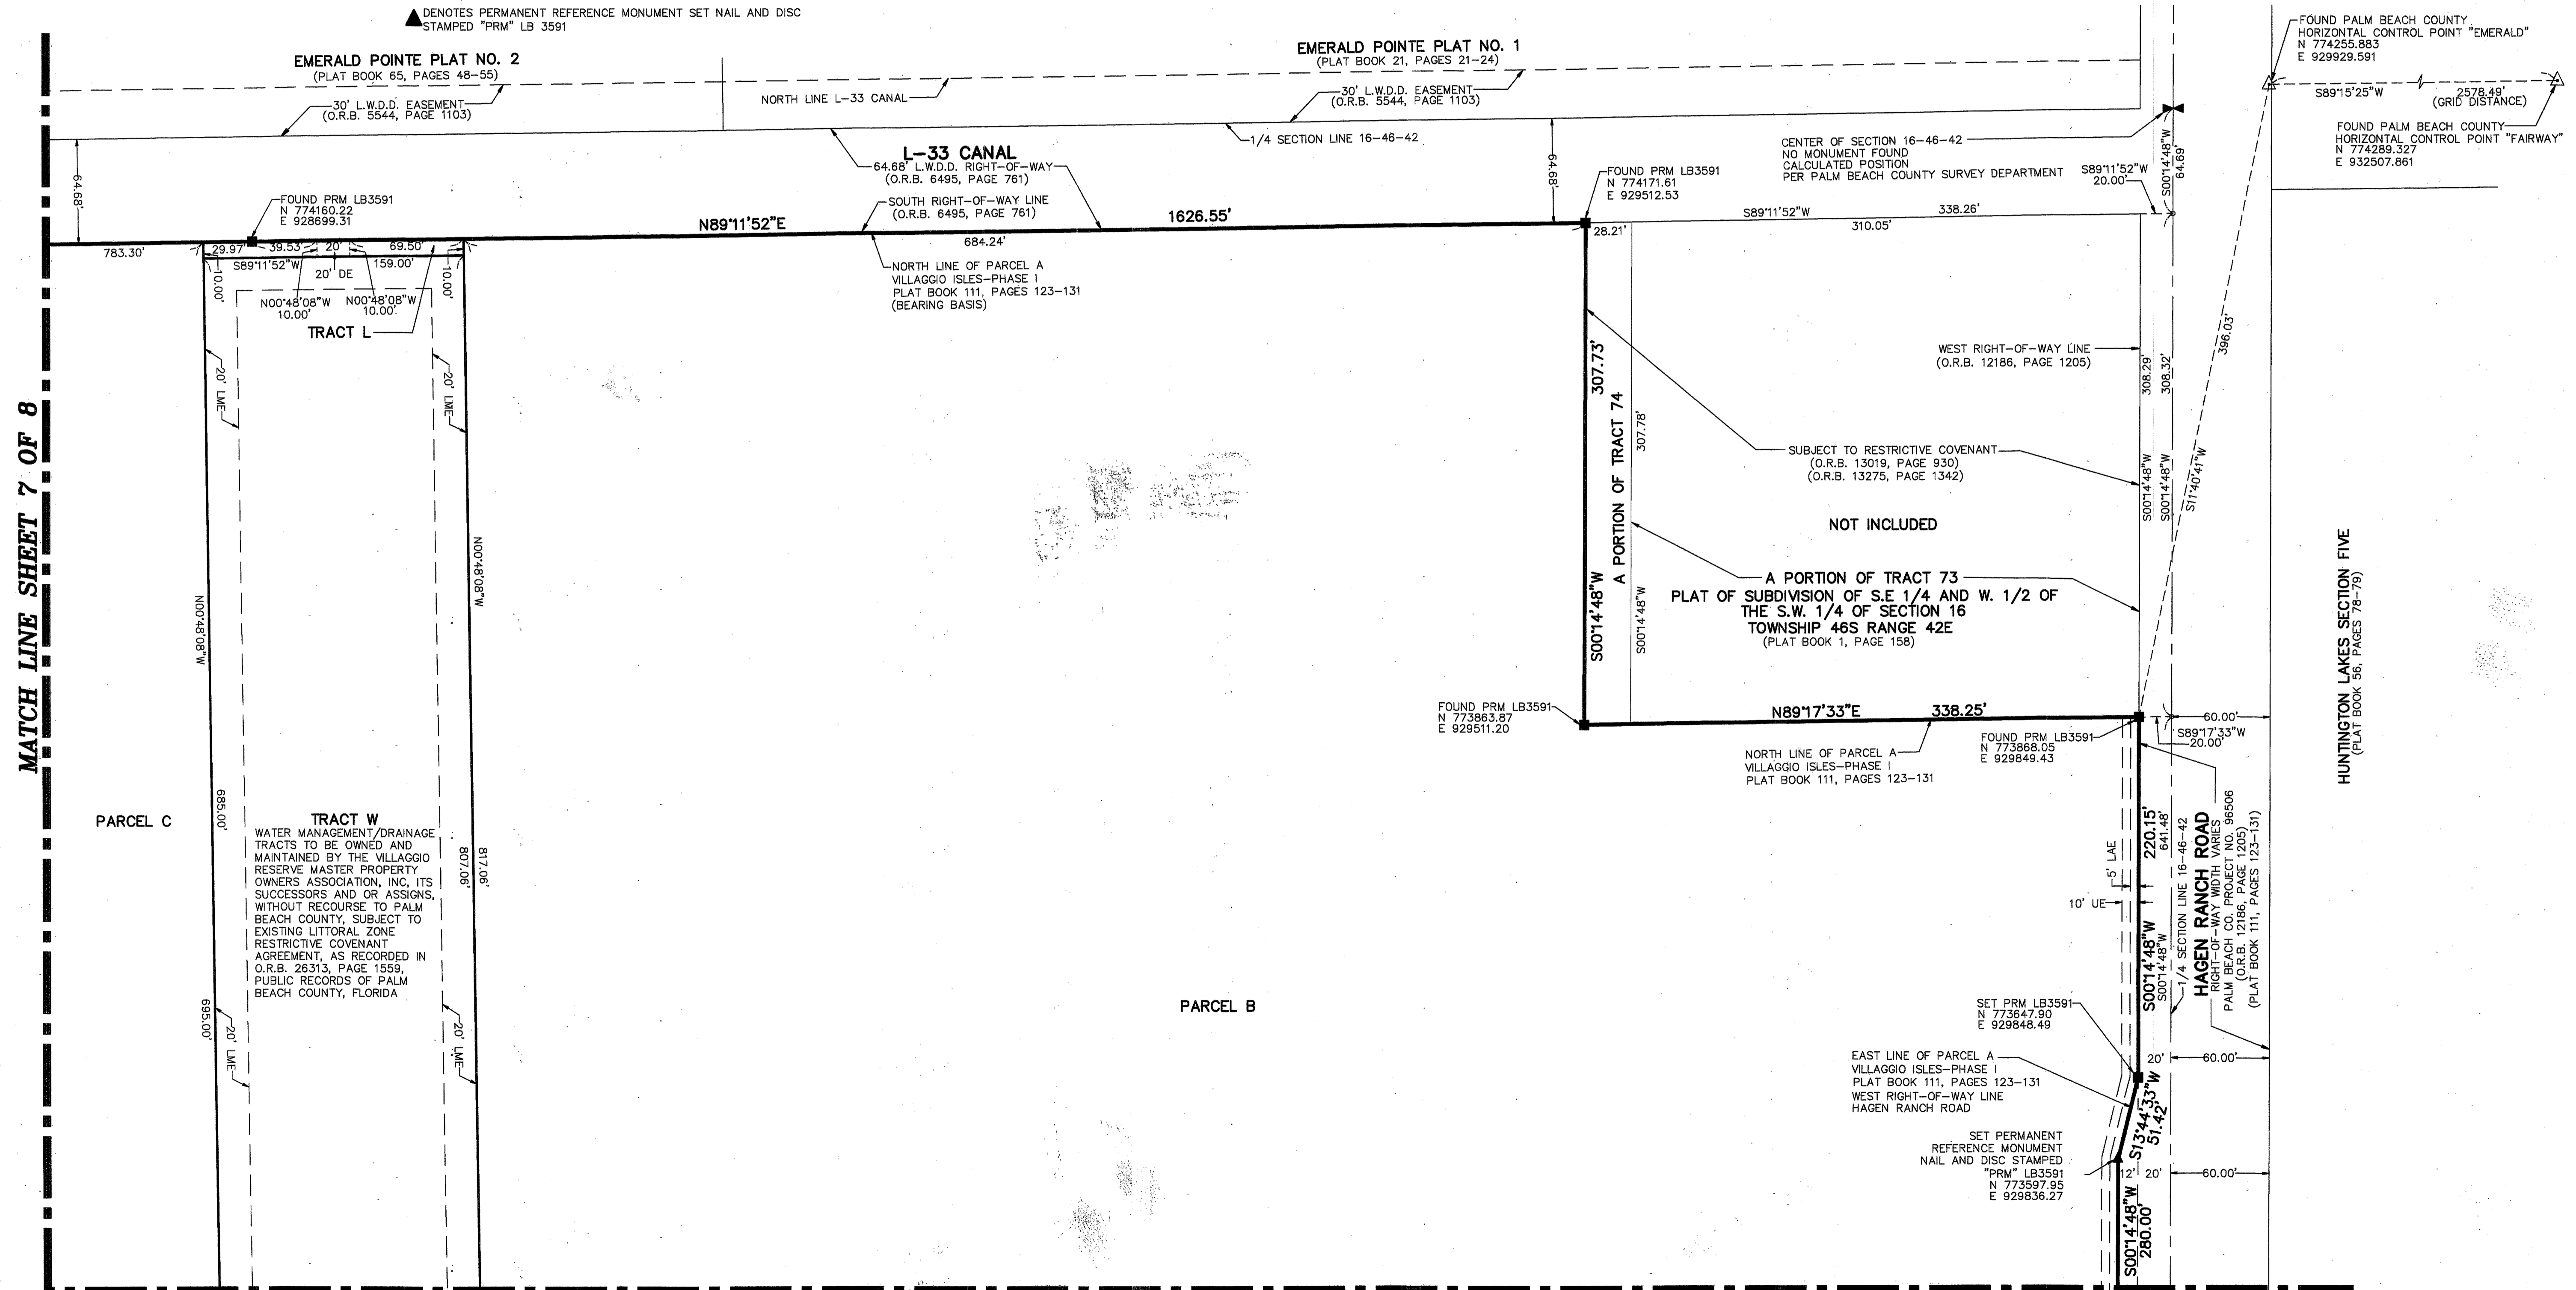 DENOTES PERMANENT REFERENCE MONUMENT SET NAIL AND DISC
STAMPED "PRM" LB 3591
EMERALD POINTE PLAT NO. 2
(PLAT BOOK 65, PAGES 48-55)
30' L.W.D.D. EASEMENT
(O.R.B. 5544, PAGE 1103)
NORTH LINE L-33 CANAL
EMERALD POINTE PLAT NO. 1
(PLAT BOOK 21, PAGES 21-24)
30' L.W.D.D. EASEMENT
(O.R.B. 5544, PAGE 1103)
1/4 SECTION LINE 16-46-42
FOUND PALM BEACH COUNTY
HORIZONTAL CONTROL POINT "EMERALD"
N 774255.883
E 929929.591
S89°15'25"W
2578.49'
(GRID DISTANCE)
FOUND PALM BEACH COUNTY
HORIZONTAL CONTROL POINT "FAIRWAY"
N 774289.327
E 932507.861
CENTER OF SECTION 16-46-42
NO MONUMENT FOUND
CALCULATED POSITION
PER PALM BEACH COUNTY SURVEY DEPARTMENT
S89°11'52"W
20.00'
S00°14'48"W
64.69'
L-33 CANAL
64.68' L.W.D.D. RIGHT-OF-WAY
(O.R.B. 6495, PAGE 761)
SOUTH RIGHT-OF-WAY LINE
(O.R.B. 6495, PAGE 761)
64.68'
64.68'
FOUND PRM LB3591
N 774160.22
E 928699.31
FOUND PRM LB3591
N 774171.61
E 929512.53
N89°11'52"E
1626.55'
684.24'
S89°11'52"W
338.26'
28.21'
310.05'
783.30'
29.97'
39.53'
20'
69.50'
S89°11'52"W
159.00'
20' DE
10.00'
10.00'
N00°48'08"W
10.00'
N00°48'08"W
10.00'
TRACT L
NORTH LINE OF PARCEL A
VILLAGGIO ISLES-PHASE I
PLAT BOOK 111, PAGES 123-131
(BEARING BASIS)
20' LME
20' LME
MATCH LINE SHEET 7 OF 8
N00°48'08"W
N00°48'08"W
685.00'
695.00'
817.06'
807.06'
20' LME
20' LME
PARCEL C
TRACT W
WATER MANAGEMENT/DRAINAGE
TRACTS TO BE OWNED AND
MAINTAINED BY THE VILLAGGIO
RESERVE MASTER PROPERTY
OWNERS ASSOCIATION, INC, ITS
SUCCESSORS AND OR ASSIGNS,
WITHOUT RECOURSE TO PALM
BEACH COUNTY, SUBJECT TO
EXISTING LITTORAL ZONE
RESTRICTIVE COVENANT
AGREEMENT, AS RECORDED IN
O.R.B. 26313, PAGE 1559,
PUBLIC RECORDS OF PALM
BEACH COUNTY, FLORIDA
PARCEL B
307.73'
S00°14'48"W
A PORTION OF TRACT 74
307.78'
S00°14'48"W
WEST RIGHT-OF-WAY LINE
(O.R.B. 12186, PAGE 1205)
308.29'
308.32'
S00°14'48"W
S00°14'48"W
396.03'
S11°40'41"W
SUBJECT TO RESTRICTIVE COVENANT
(O.R.B. 13019, PAGE 930)
(O.R.B. 13275, PAGE 1342)
NOT INCLUDED
A PORTION OF TRACT 73
PLAT OF SUBDIVISION OF S.E 1/4 AND W. 1/2 OF
THE S.W. 1/4 OF SECTION 16
TOWNSHIP 46S RANGE 42E
(PLAT BOOK 1, PAGE 158)
HUNTINGTON LAKES SECTION FIVE
(PLAT BOOK 56, PAGES 78-79)
FOUND PRM LB3591
N 773863.87
E 929511.20
N89°17'33"E
338.25'
NORTH LINE OF PARCEL A
VILLAGGIO ISLES-PHASE I
PLAT BOOK 111, PAGES 123-131
FOUND PRM LB3591
N 773868.05
E 929849.43
60.00'
S89°17'33"W
20.00'
5' LAE
10' UE
220.15'
641.48'
S00°14'48"W
S00°14'48"W
1/4 SECTION LINE 16-46-42
HAGEN RANCH ROAD
RIGHT-OF-WAY WIDTH VARIES
PALM BEACH CO. PROJECT NO. 96506
(O.R.B. 12186, PAGE 1205)
(PLAT BOOK 111, PAGES 123-131)
SET PRM LB3591
N 773647.90
E 929848.49
20'
60.00'
EAST LINE OF PARCEL A
VILLAGGIO ISLES-PHASE I
PLAT BOOK 111, PAGES 123-131
WEST RIGHT-OF-WAY LINE
HAGEN RANCH ROAD
S13°44'33"W
51.42'
SET PERMANENT
REFERENCE MONUMENT
NAIL AND DISC STAMPED
"PRM" LB3591
N 773597.95
E 929836.27
12'
20'
60.00'
S00°14'48"W
280.00'